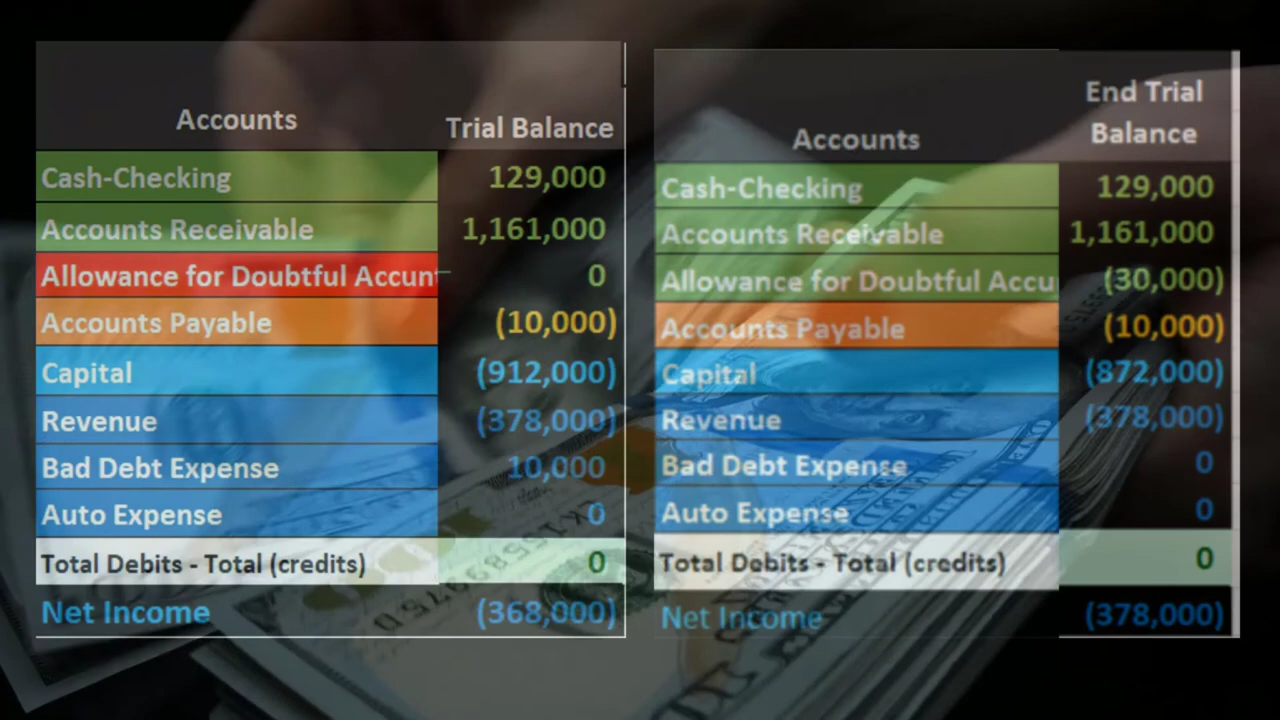 Accounts Trial Balance
Cash-Checking 129,000
Accounts Receivable 1,161,000
Allowance for Doubtful Accun 0
Accounts Payable (10,000)
Capital (912,000)
Revenue (378,000)
Bad Debt Expense 10,000
Auto Expense 0
Total Debits - Total (credits) 0
Net Income (368,000)
End Trial
Accounts Balance
Cash-Checking 129,000
Accounts Receivable 1,161,000
Allowance for Doubtful Accu (30,000)
Accounts Payable (10,000)
Capital (872,000)
Revenue (378,000)
Bad Debt Expense 0
Auto Expense 0
Total Debits - Total (credits) 0
Net Income (378,000)